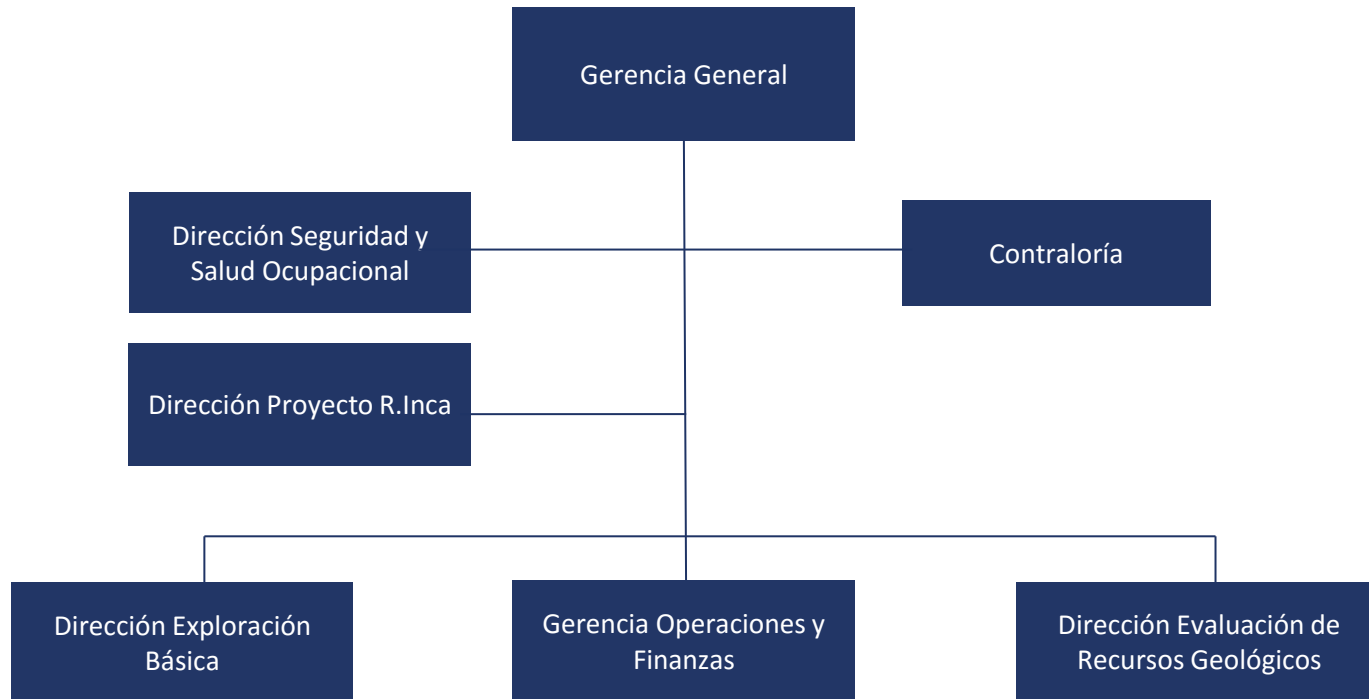 Gerencia General
Dirección Seguridad y
Salud Ocupacional
Contraloría
Dirección Proyecto R.Inca
Dirección Exploración
Básica
Gerencia Operaciones y
Finanzas
Dirección Evaluación de
Recursos Geológicos